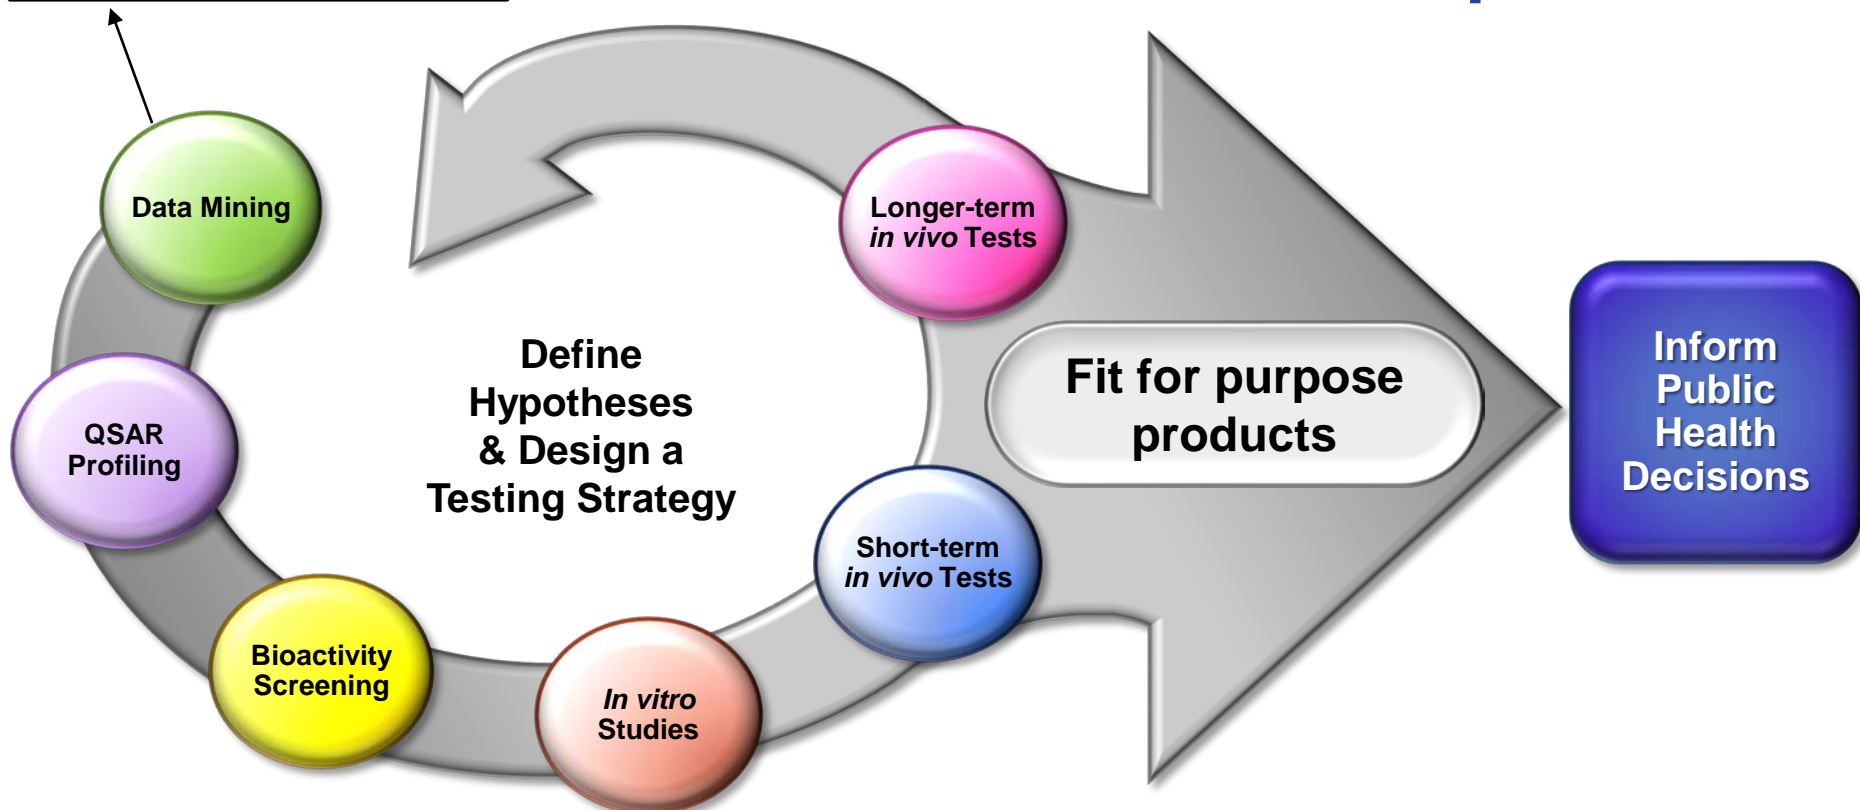 Data Mining
Longer-term
in vivo Tests
Define
Hypotheses
& Design a
Testing Strategy
Fit for purpose
products
Inform
Public
Health
Decisions
QSAR
Profiling
Short-term
in vivo Tests
Bioactivity
Screening
In vitro
Studies